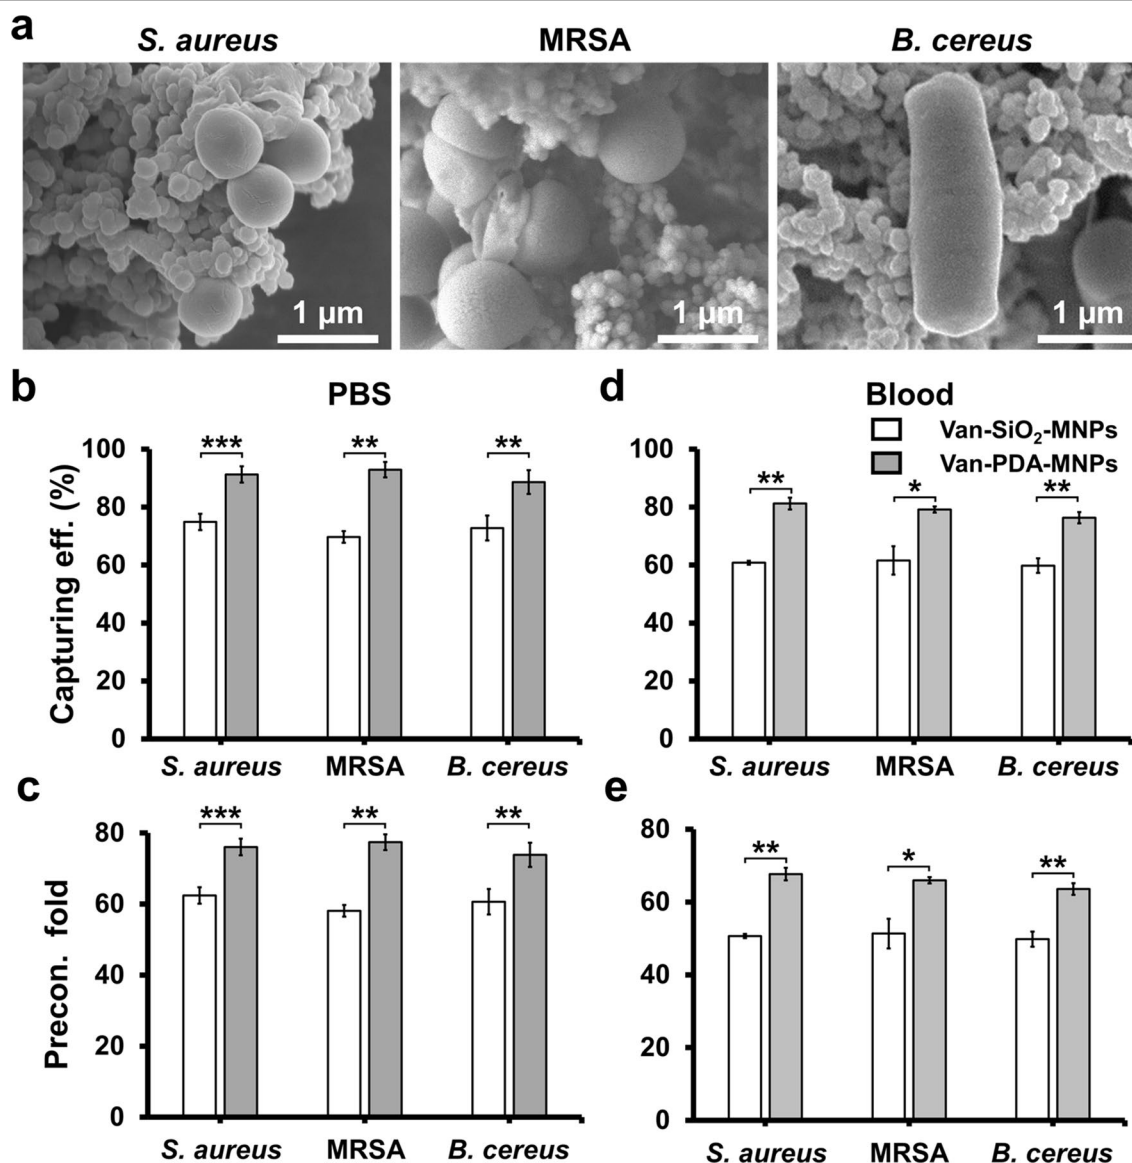 a
S. aureus MRSA B. cereus
1 μm 1 μm 1 μm
b PBS
*** ** **
100
80
60
40
20
0
Capturing eff. (%)
S. aureus MRSA B. cereus
d Blood
Van-SiO₂-MNPs
Van-PDA-MNPs
** * **
100
80
60
40
20
0
S. aureus MRSA B. cereus
c
*** ** **
80
60
40
20
0
Precon. fold
S. aureus MRSA B. cereus
e
** * **
80
60
40
20
0
S. aureus MRSA B. cereus